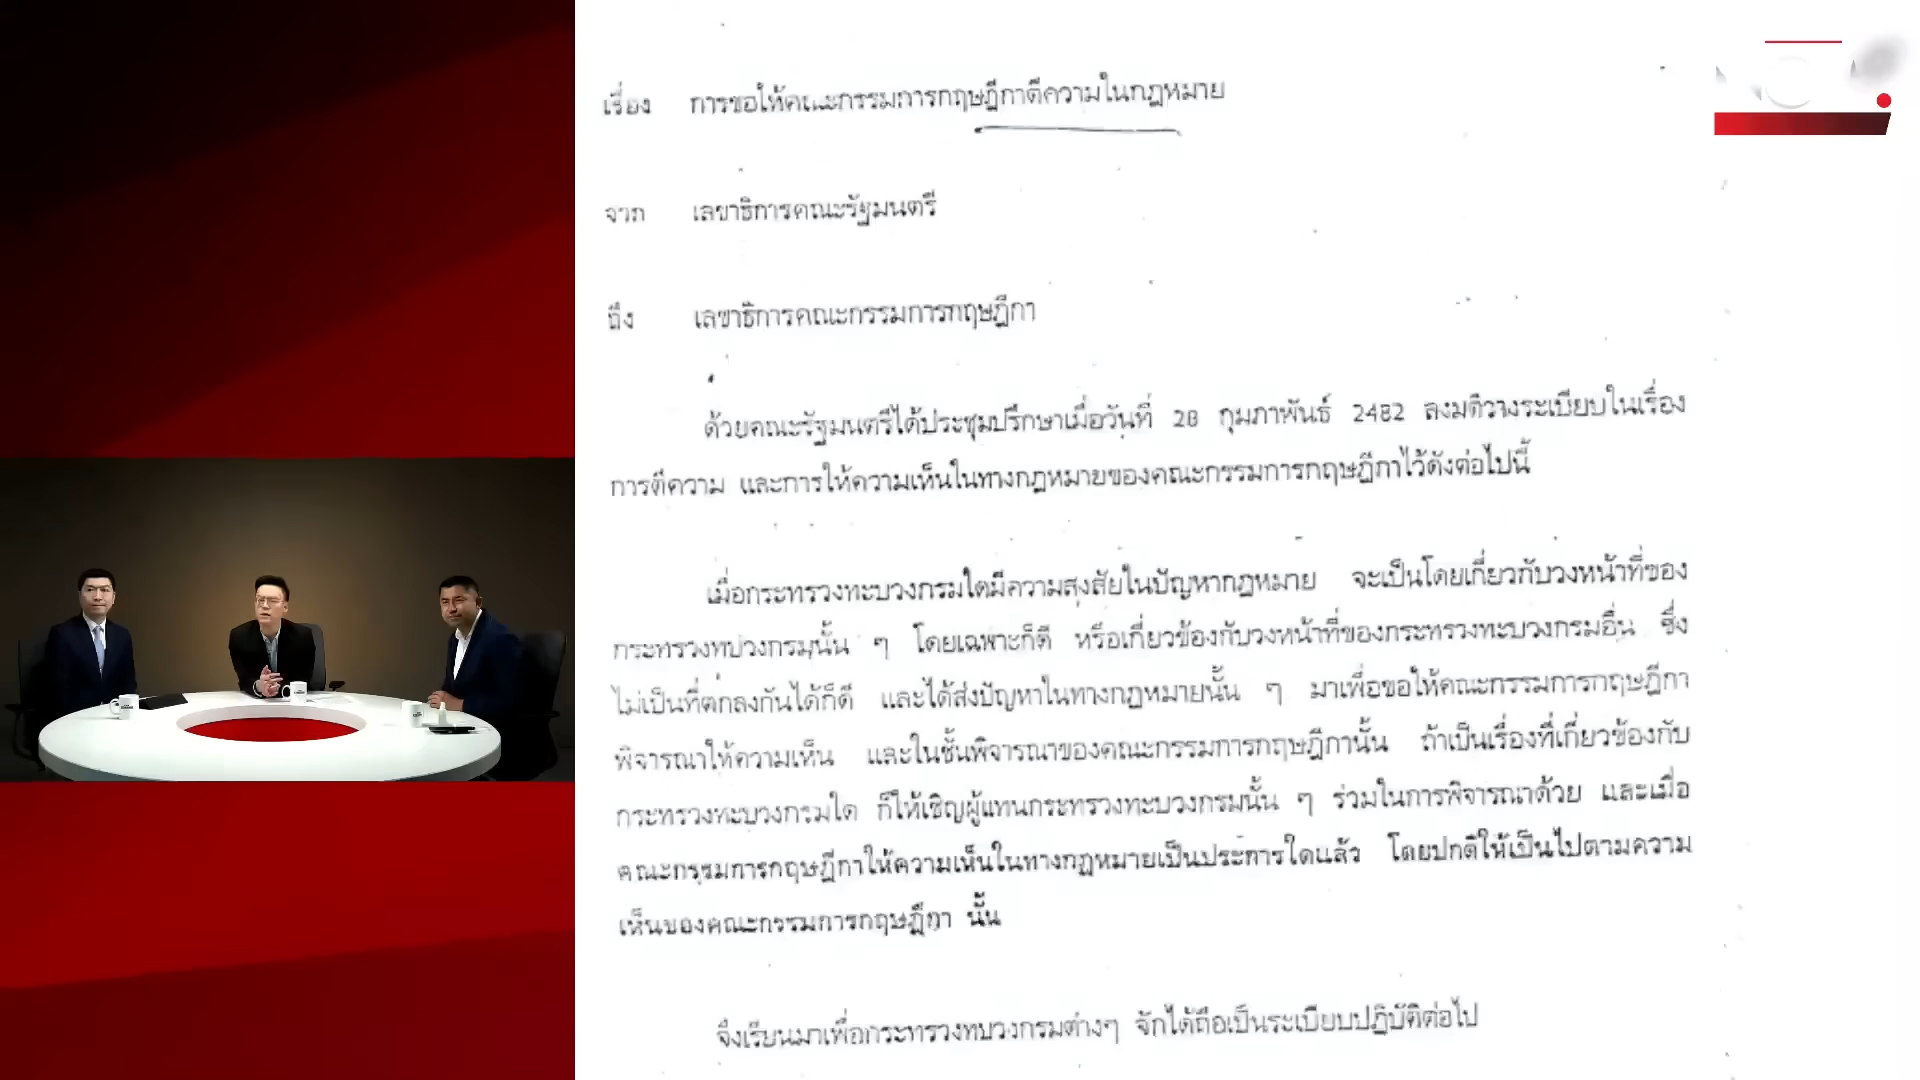 เรื่อง การขอให้คณะกรรมการกฤษฎีกาตีความในกฎหมาย
จาก เลขาธิการคณะรัฐมนตรี
ถึง เลขาธิการคณะกรรมการกฤษฎีกา
ด้วยคณะรัฐมนตรีได้ประชุมปรึกษาเมื่อวันที่ 28 กุมภาพันธ์ 2482 ลงมติวางระเบียบในเรื่อง
การตีความ และการให้ความเห็นในทางกฎหมายของคณะกรรมการกฤษฎีกาไว้ดังต่อไปนี้
เมื่อกระทรวงทะบวงกรมใดมีความสงสัยในปัญหากฎหมาย จะเป็นโดยเกี่ยวกับวงหน้าที่ของ
กระทรวงทบวงกรมนั้น ๆ โดยเฉพาะก็ดี หรือเกี่ยวข้องกับวงหน้าที่ของกระทรวงทะบวงกรมอื่น ซึ่ง
ไม่เป็นที่ตกลงกันได้ก็ดี และได้ส่งปัญหาในทางกฎหมายนั้น ๆ มาเพื่อขอให้คณะกรรมการกฤษฎีกา
พิจารณาให้ความเห็น และในชั้นพิจารณาของคณะกรรมการกฤษฎีกานั้น ถ้าเป็นเรื่องที่เกี่ยวข้องกับ
กระทรวงทะบวงกรมใด ก็ให้เชิญผู้แทนกระทรวงทะบวงกรมนั้น ๆ ร่วมในการพิจารณาด้วย และเมื่อ
คณะกรรมการกฤษฎีกาให้ความเห็นในทางกฎหมายเป็นประการใดแล้ว โดยปกติให้เป็นไปตามความ
เห็นของคณะกรรมการกฤษฎีกา นั้น
จึงเรียนมาเพื่อกระทรวงทบวงกรมต่างๆ จักได้ถือเป็นระเบียบปฏิบัติต่อไป